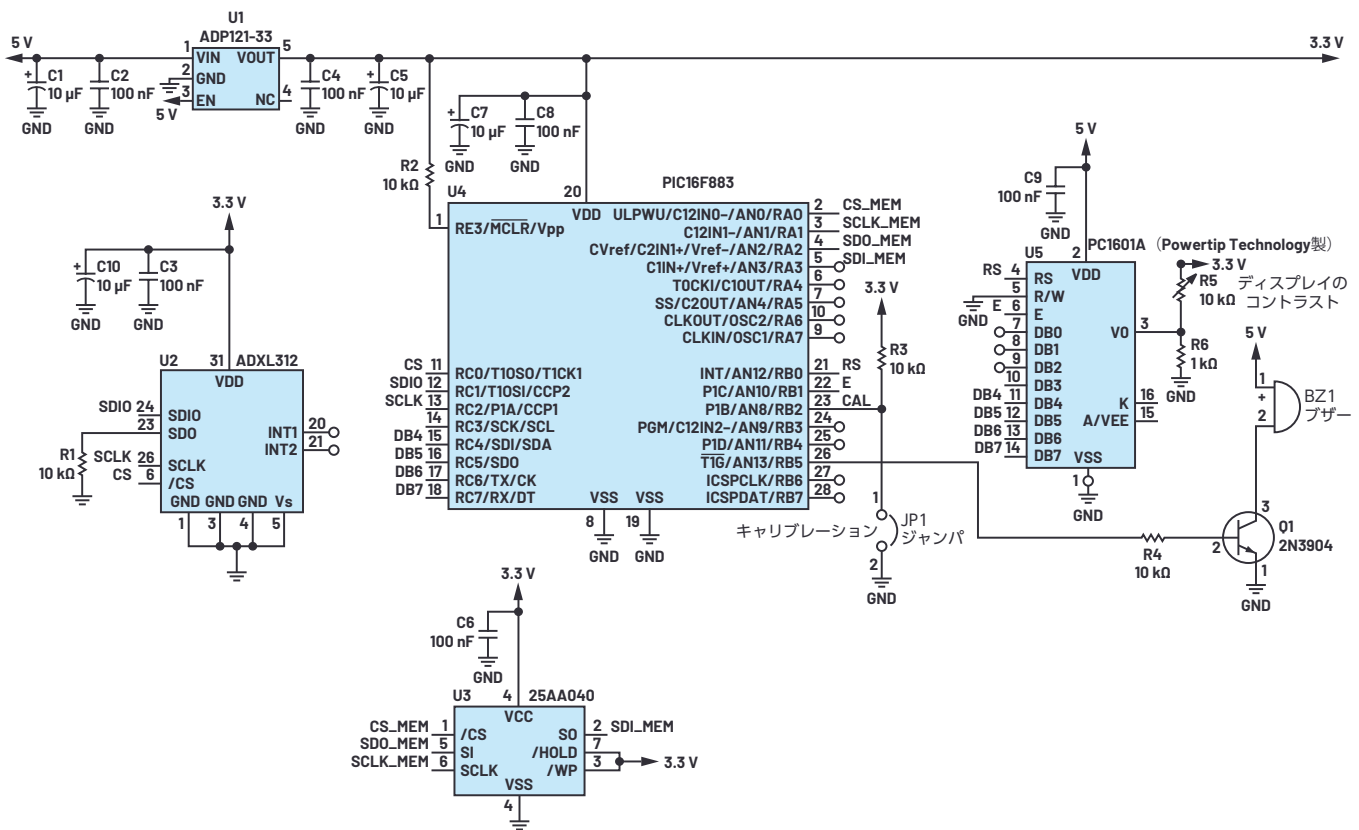 U1
ADP121-33
5 V
1
VIN
VOUT
5
3.3 V
2
GND
3
EN
NC
4
5 V
+
C1
10 µF
GND
C2
100 nF
GND
C4
100 nF
GND
+
C5
10 µF
GND
+
C7
10 µF
GND
C8
100 nF
GND
R2
10 kΩ
U4
20
PIC16F883
VDD
1
RE3/MCLR/Vpp
ULPWU/C12IN0–/AN0/RA0
2
CS_MEM
C12IN1–/AN1/RA1
3
SCLK_MEM
CVref/C2IN1+/Vref–/AN2/RA2
4
SDO_MEM
C1IN+/Vref+/AN3/RA3
5
SDI_MEM
TOCKI/C1OUT/RA4
6
SS/C2OUT/AN4/RA5
7
CLKOUT/OSC2/RA6
10
CLKIN/OSC1/RA7
9
CS 11
RC0/T1OSO/T1CK1
SDIO 12
RC1/T1OSI/CCP2
SCLK 13
RC2/P1A/CCP1
14
RC3/SCK/SCL
DB4 15
RC4/SDI/SDA
DB5 16
RC5/SDO
DB6 17
RC6/TX/CK
DB7 18
RC7/RX/DT
INT/AN12/RB0
21
RS
P1C/AN10/RB1
22
E
P1B/AN8/RB2
23
CAL
PGM/C12IN2–/AN9/RB3
24
P1D/AN11/RB4
25
T1G/AN13/RB5
26
ICSPCLK/RB6
27
ICSPDAT/RB7
28
VSS
VSS
8
19
GND
GND
3.3 V
R3
10 kΩ
キャリブレーション
1
JP1
ジャンパ
2
GND
3.3 V
+
C10
10 µF
GND
C3
100 nF
GND
U2
31
ADXL312
VDD
SDIO 24
SDIO
23
SDO
R1
10 kΩ
SCLK 26
SCLK
CS 6
/CS
INT1
20
INT2
21
GND GND GND Vs
1
3
4
5
3.3 V
C6
100 nF
GND
U3
4
25AA040
VCC
CS_MEM 1
/CS
SDO_MEM 5
SI
SCLK_MEM 6
SCLK
SO
2
SDI_MEM
/HOLD
7
/WP
3
3.3 V
VSS
4
5 V
C9
100 nF
GND
U5
2
PC1601A（Powertip Technology製）
VDD
RS 4
RS
5
R/W
GND
E 6
E
7
DB0
8
DB1
9
DB2
10
DB3
DB4 11
DB4
DB5 12
DB5
DB6 13
DB6
DB7 14
DB7
V0
3
K
16
A/VEE
15
VSS
1
GND
3.3 V
R5
10 kΩ
ディスプレイの
コントラスト
R6
1 kΩ
GND
5 V
1
+
2
BZ1
ブザー
3
Q1
2N3904
2
1
GND
R4
10 kΩ